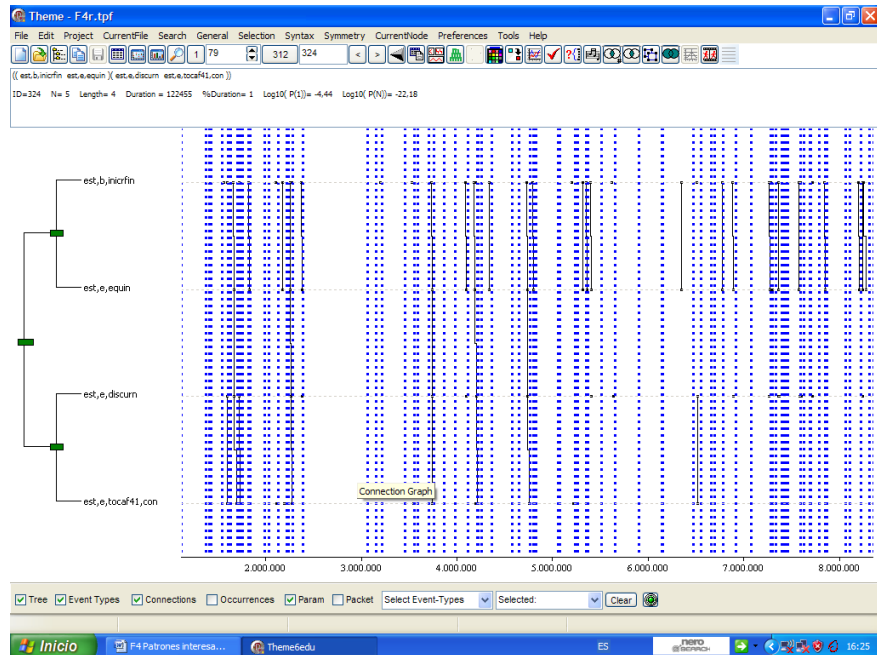 Theme - F4r.tpf
File Edit Project CurrentFile Search General Selection Syntax Symmetry CurrentNode Preferences Tools Help
1 79 312 324 < >
(( est,b,inicrfin est,e,equin )( est,e,discurn est,e,tocaf41,con ))
ID=324 N= 5 Length= 4 Duration = 122455 %Duration= 1 Log10( P(1))= -4,44 Log10( P(N))= -22,18
est,b,inicrfin
est,e,equin
est,e,discurn
Connection Graph
est,e,tocaf41,con
2.000.000 3.000.000 4.000.000 5.000.000 6.000.000 7.000.000 8.000.000
Tree Event Types Connections Occurrences Param Packet Select Event-Types Selected: Clear
Inicio F4 Patrones interesa... Theme6edu ES nero SEARCH 16:25